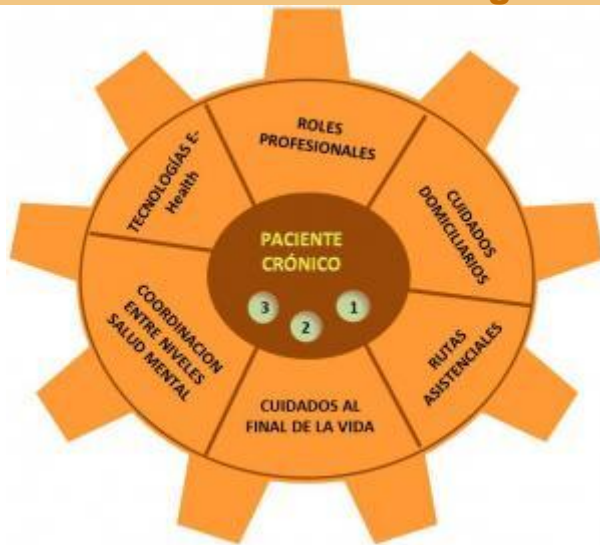 ROLES
PROFESIONALES
CUIDADOS
DOMICILIARIOS
RUTAS
ASISTENCIALES
CUIDADOS AL
FINAL DE LA VIDA
COORDINACION
ENTRE NIVELES
SALUD MENTAL
TECNOLOGÍAS E-
Health
PACIENTE
CRÓNICO
3
2
1